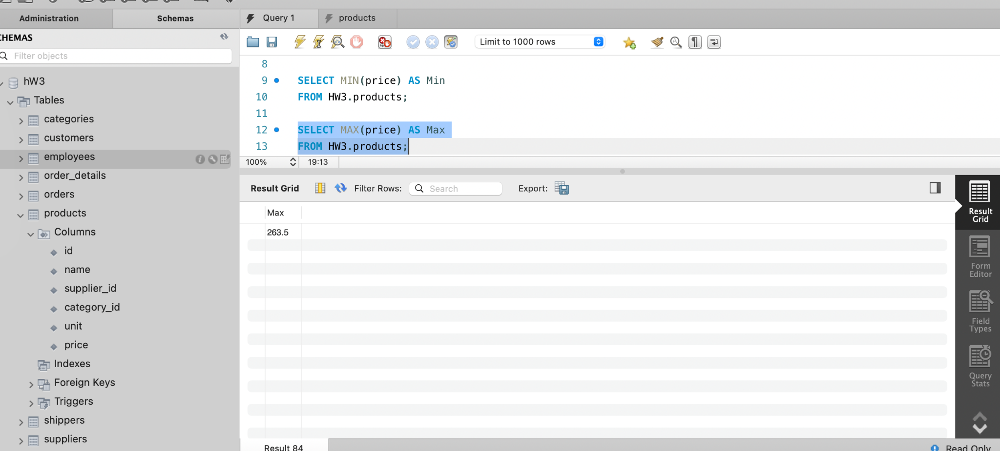 Administration
Schemas
CHEMAS
Filter objects
hW3
Tables
categories
customers
employees
order_details
orders
products
Columns
id
name
supplier_id
category_id
unit
price
Indexes
Foreign Keys
Triggers
shippers
suppliers
Query 1
products
Limit to 1000 rows
8
9 SELECT MIN(price) AS Min
10 FROM HW3.products;
11
12 SELECT MAX(price) AS Max
13 FROM HW3.products;
100% 19:13
Result Grid Filter Rows: Search Export:
Max
263.5
Result 84
Result
Grid
Form
Editor
Field
Types
Query
Stats
Read Only